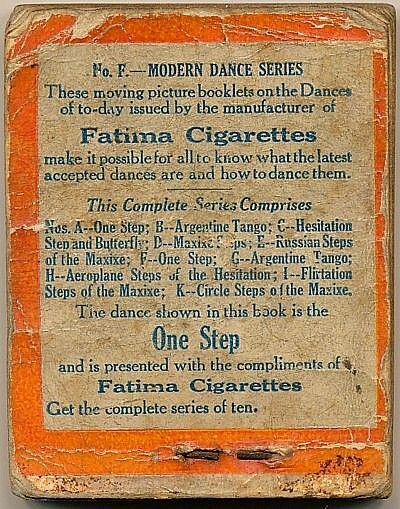 No. F.—MODERN DANCE SERIES
These moving picture booklets on the Dances
of to-day issued by the manufacturer of
Fatima Cigarettes
make it possible for all to know what the latest
accepted dances are and how to dance them.
This Complete Series Comprises
Nos. A--One Step; B--Argentine Tango; C--Hesitation
Step and Butterfly; D--Maxixe Steps; E--Russian Steps
of the Maxixe; F--One Step; G--Argentine Tango;
H--Aeroplane Steps of the Hesitation; I--Flirtation
Steps of the Maxixe; K--Circle Steps of the Maxixe.
The dance shown in this book is the
One Step
and is presented with the compliments of
Fatima Cigarettes
Get the complete series of ten.